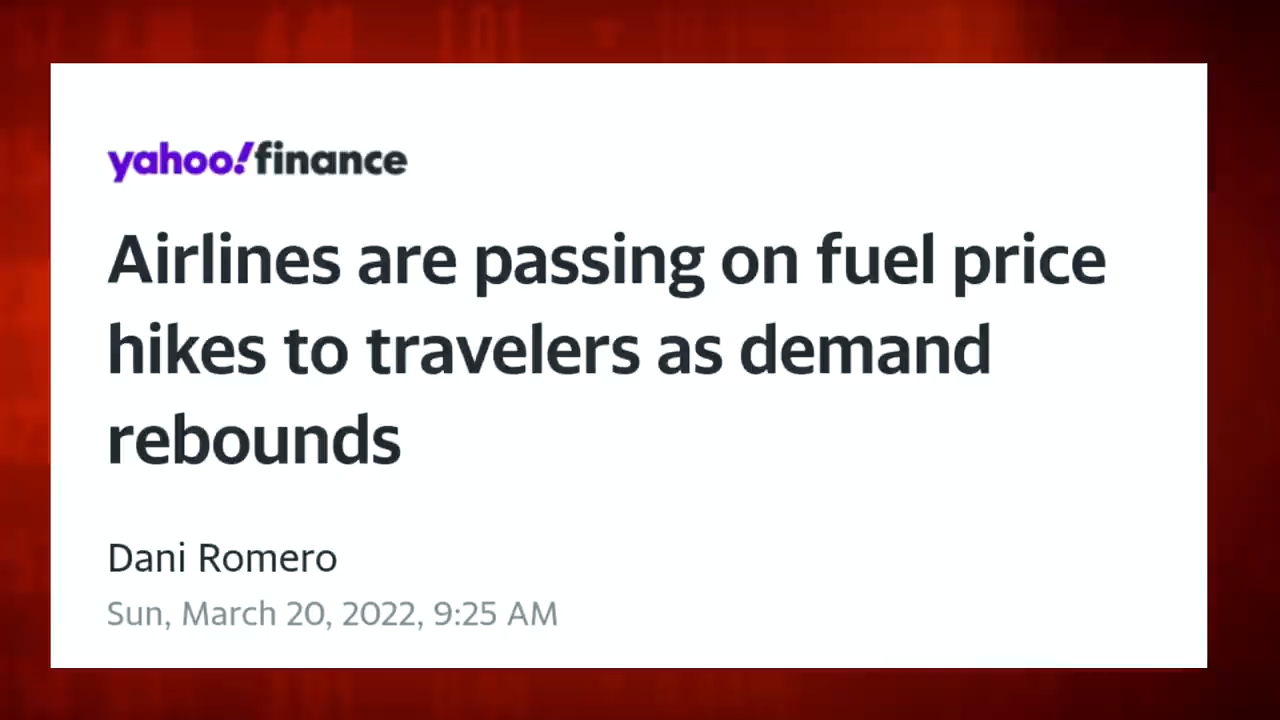 yahoo!finance
Airlines are passing on fuel price
hikes to travelers as demand
rebounds
Dani Romero
Sun, March 20, 2022, 9:25 AM